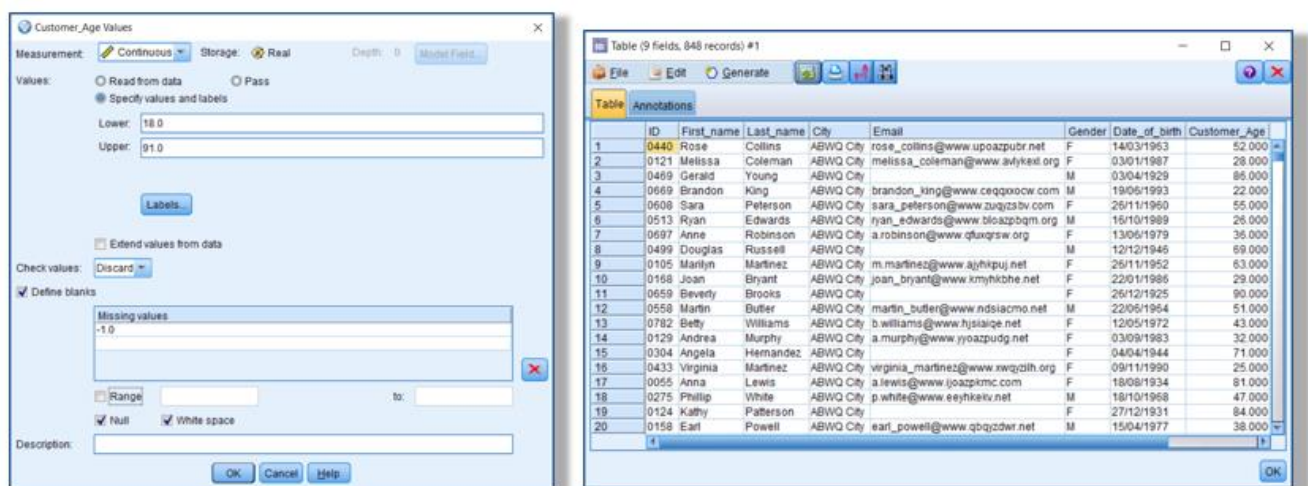 Customer_Age Values
Measurement: Continuous Storage: Real Depth: 0 Model Field...
Values: Read from data Pass
Specify values and labels
Lower: 18.0
Upper: 91.0
Labels...
Extend values from data
Check values: Discard
Define blanks
Missing values
-1.0
Range to:
Null White space
Description:
OK Cancel Help
Table (9 fields, 848 records) #1
File Edit Generate
Table Annotations
ID First_name Last_name City Email Gender Date_of_birth Customer_Age
1 0440 Rose Collins ABWQ City rose_collins@www.upoazpubr.net F 14/03/1963 52.000
2 0121 Melissa Coleman ABWQ City melissa_coleman@www.avlykexl.org F 03/01/1987 28.000
3 0469 Gerald Young ABWQ City M 03/04/1929 86.000
4 0669 Brandon King ABWQ City brandon_king@www.ceqqxocw.com M 19/06/1993 22.000
5 0608 Sara Peterson ABWQ City sara_peterson@www.zuqyzsbv.com F 26/11/1960 55.000
6 0513 Ryan Edwards ABWQ City ryan_edwards@www.bloazpbqm.org M 16/10/1989 26.000
7 0697 Anne Robinson ABWQ City a.robinson@www.qfuxqrsw.org F 13/06/1979 36.000
8 0499 Douglas Russell ABWQ City M 12/12/1946 69.000
9 0105 Marilyn Martinez ABWQ City m.martinez@www.ajyhkpuj.net F 25/11/1952 63.000
10 0168 Joan Bryant ABWQ City joan_bryant@www.kmyhkbhe.net F 22/01/1986 29.000
11 0659 Beverly Brooks ABWQ City F 26/12/1925 90.000
12 0558 Martin Butler ABWQ City martin_butler@www.ndsiacmo.net M 22/06/1964 51.000
13 0782 Betty Williams ABWQ City b.williams@www.hjsiaiqe.net F 12/05/1972 43.000
14 0129 Andrea Murphy ABWQ City a.murphy@www.yyoazpudg.net F 03/09/1983 32.000
15 0304 Angela Hernandez ABWQ City F 04/04/1944 71.000
16 0433 Virginia Martinez ABWQ City virginia_martinez@www.xwqyzilh.org F 09/11/1990 25.000
17 0055 Anna Lewis ABWQ City a.lewis@www.ijoazpkmc.com F 18/08/1934 81.000
18 0275 Phillip White ABWQ City p.white@www.eeyhkekv.net M 18/10/1968 47.000
19 0124 Kathy Patterson ABWQ City F 27/12/1931 84.000
20 0158 Earl Powell ABWQ City earl_powell@www.qbqyzdwr.net M 15/04/1977 38.000
OK